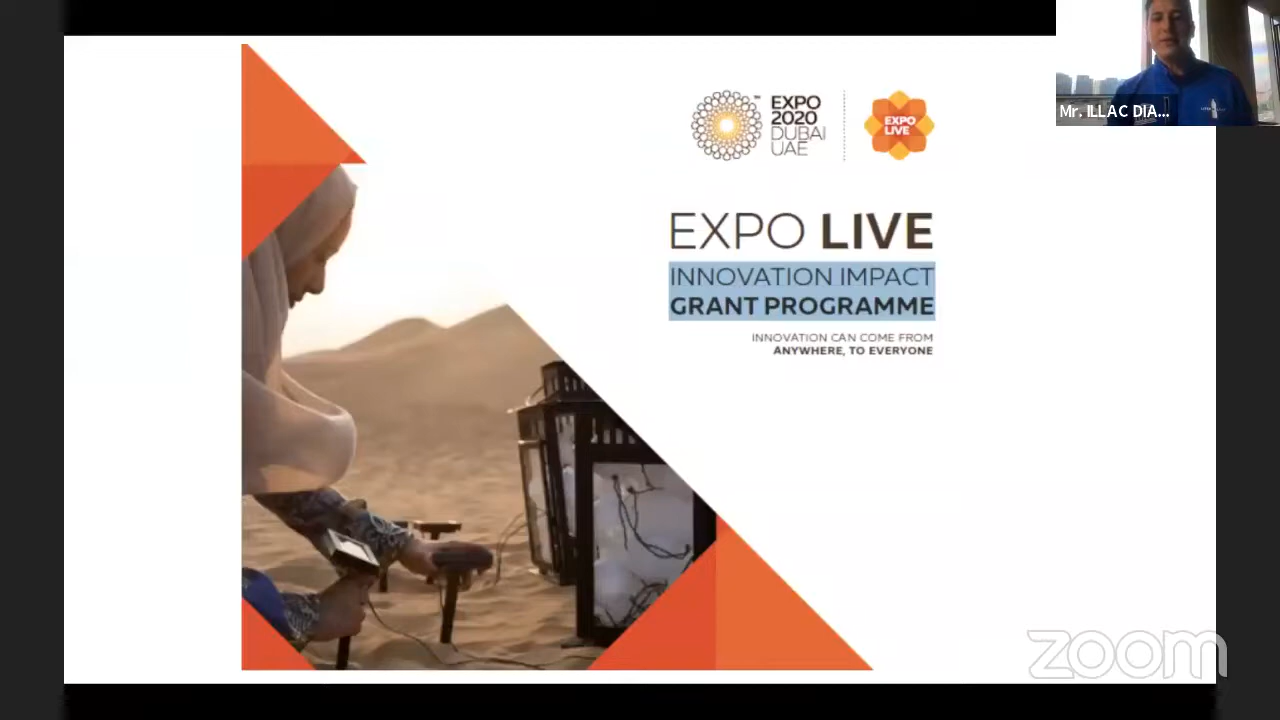 Mr. ILLAC DIA...
EXPO
2020
DUBAI
UAE
EXPO
LIVE
EXPO LIVE
INNOVATION IMPACT
GRANT PROGRAMME
INNOVATION CAN COME FROM
ANYWHERE, TO EVERYONE
zoom